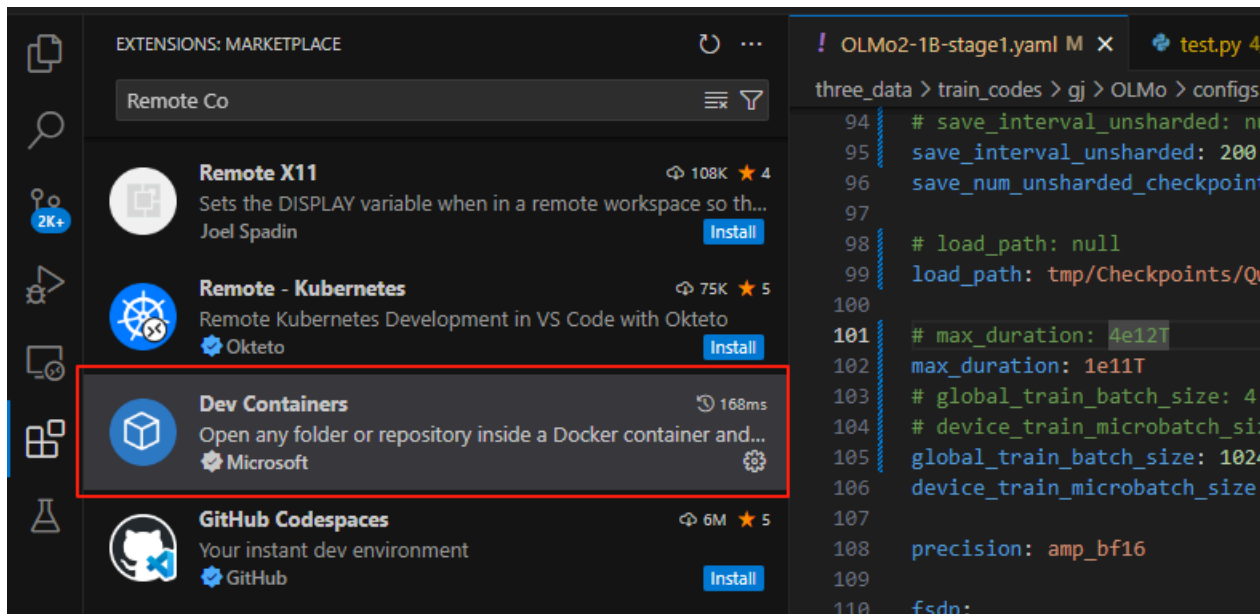 EXTENSIONS: MARKETPLACE
Remote Co
2K+
Remote X11
108K 4
Sets the DISPLAY variable when in a remote workspace so th...
Joel Spadin
Install
Remote - Kubernetes
75K 5
Remote Kubernetes Development in VS Code with Okteto
Okteto
Install
Dev Containers
168ms
Open any folder or repository inside a Docker container and...
Microsoft
GitHub Codespaces
6M 5
Your instant dev environment
GitHub
Install
! OLMo2-1B-stage1.yaml M
test.py 4
three_data > train_codes > gj > OLMo > configs
94 # save_interval_unsharded:
95 save_interval_unsharded: 200
96 save_num_unsharded_checkpoint
97
98 # load_path: null
99 load_path: tmp/Checkpoints/
100
101 # max_duration: 4e12T
102 max_duration: 1e11T
103 # global_train_batch_size: 4
104 # device_train_microbatch_si
105 global_train_batch_size: 1024
106 device_train_microbatch_size
107
108 precision: amp_bf16
109
110 fsdp: